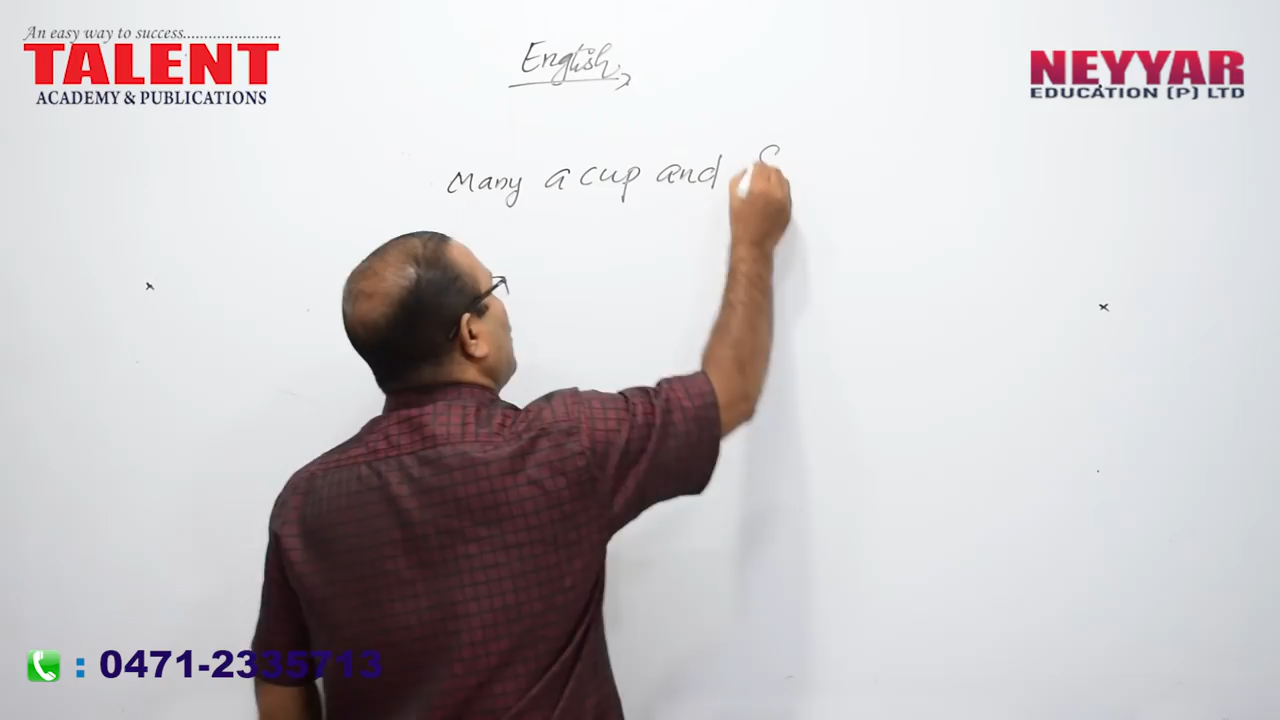 An easy way to success......................
TALENT
ACADEMY & PUBLICATIONS
English
NEYYAR
EDUCATION (P) LTD
Many a cup and S
: 0471-2335713